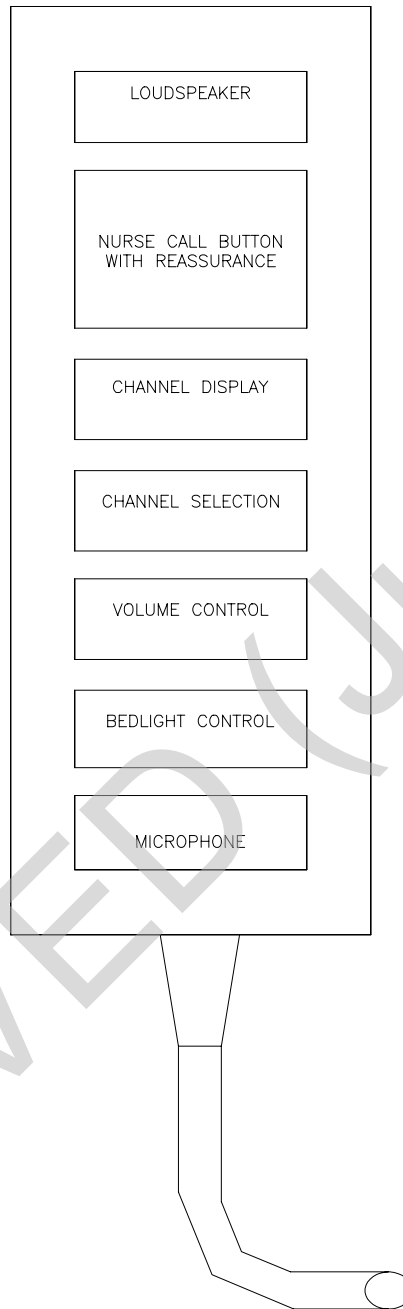 LOUDSPEAKER
NURSE CALL BUTTON
WITH REASSURANCE
CHANNEL DISPLAY
CHANNEL SELECTION
VOLUME CONTROL
BEDLIGHT CONTROL
MICROPHONE